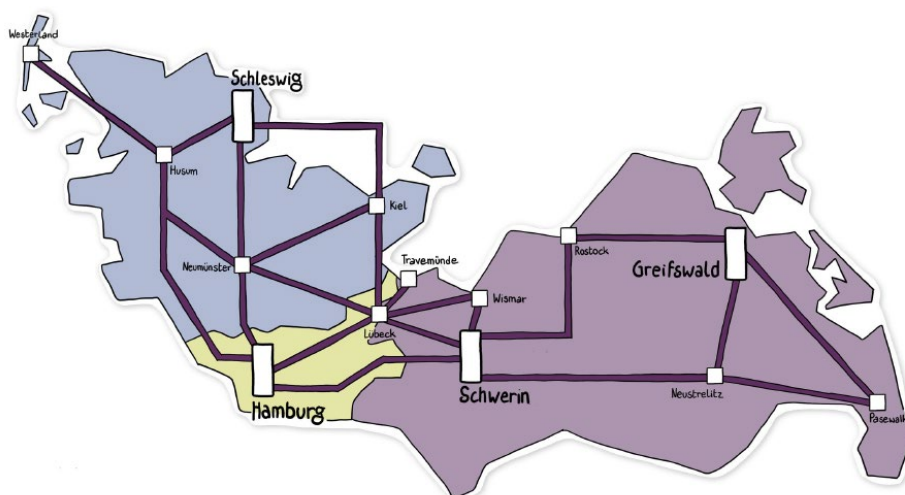 Westerland
Schleswig
Husum
Kiel
Neumünster
Travemünde
Rostock
Greifswald
Wismar
Lübeck
Hamburg
Schwerin
Neustrelitz
Pasewalk